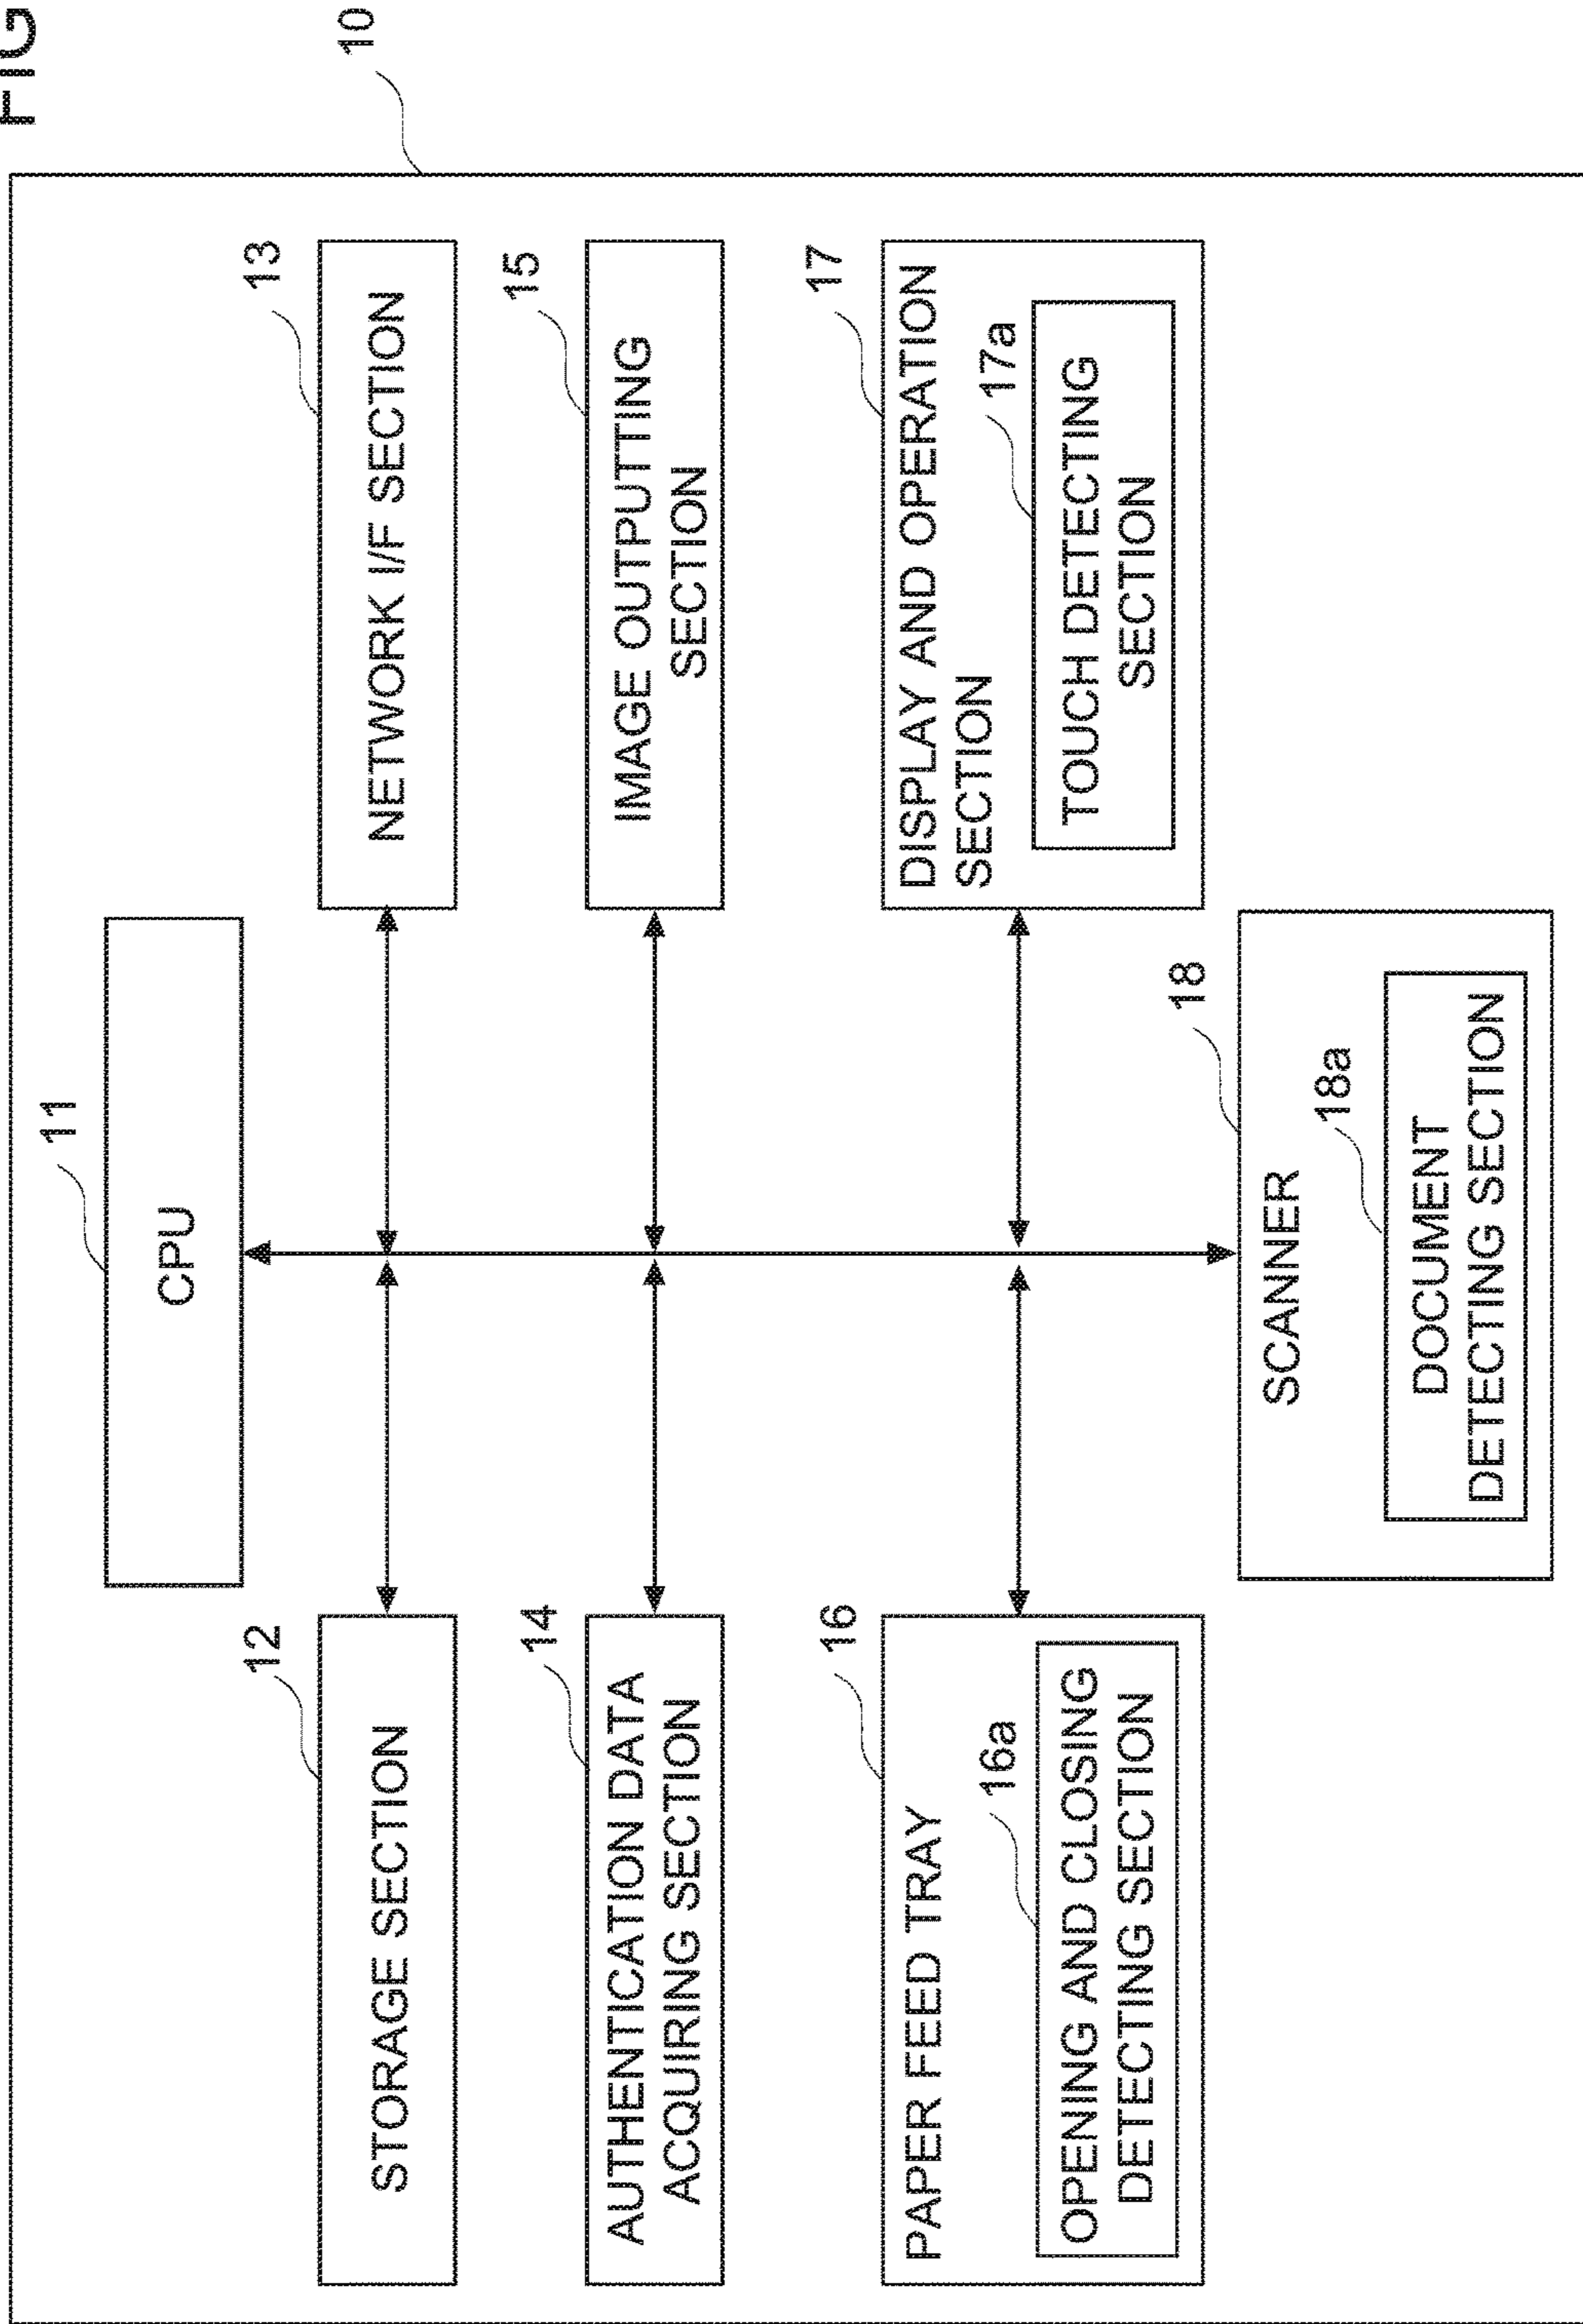 FIG
10
11
CPU
12
STORAGE SECTION
13
NETWORK I/F SECTION
14
AUTHENTICATION DATA
ACQUIRING SECTION
15
IMAGE OUTPUTTING
SECTION
16
PAPER FEED TRAY
16a
OPENING AND CLOSING
DETECTING SECTION
17
DISPLAY AND OPERATION
SECTION
17a
TOUCH DETECTING
SECTION
18
SCANNER
18a
DOCUMENT
DETECTING SECTION